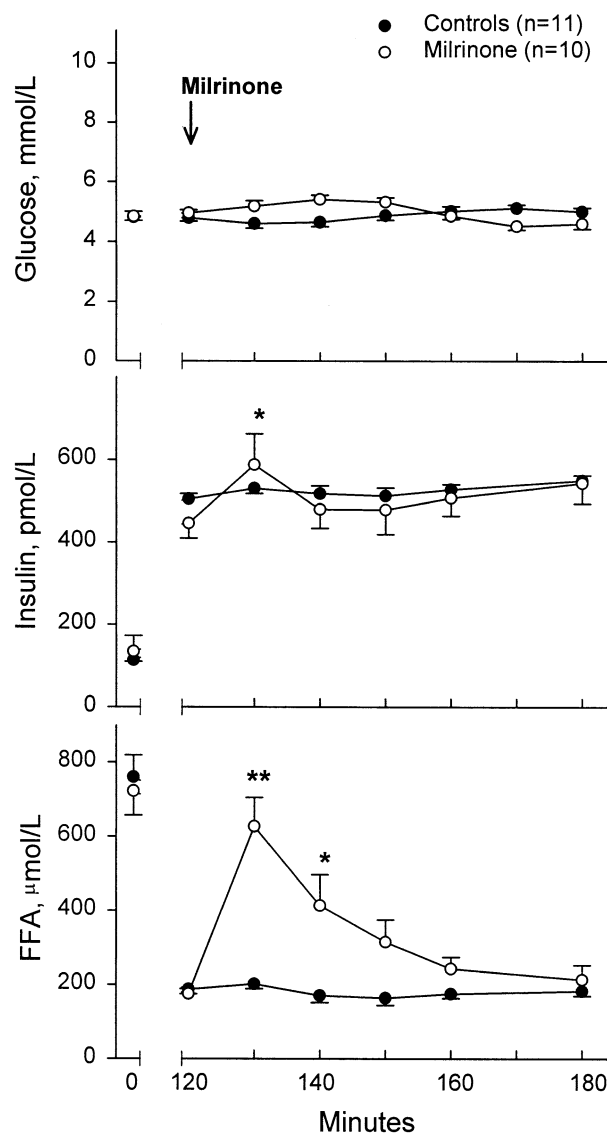 Controls (n=11)
Milrinone (n=10)
Glucose, mmol/L
10
8
6
4
2
0
Milrinone
Insulin, pmol/L
600
400
200
0
*
FFA, μmol/L
800
600
400
200
0
**
*
0 120 140 160 180
Minutes